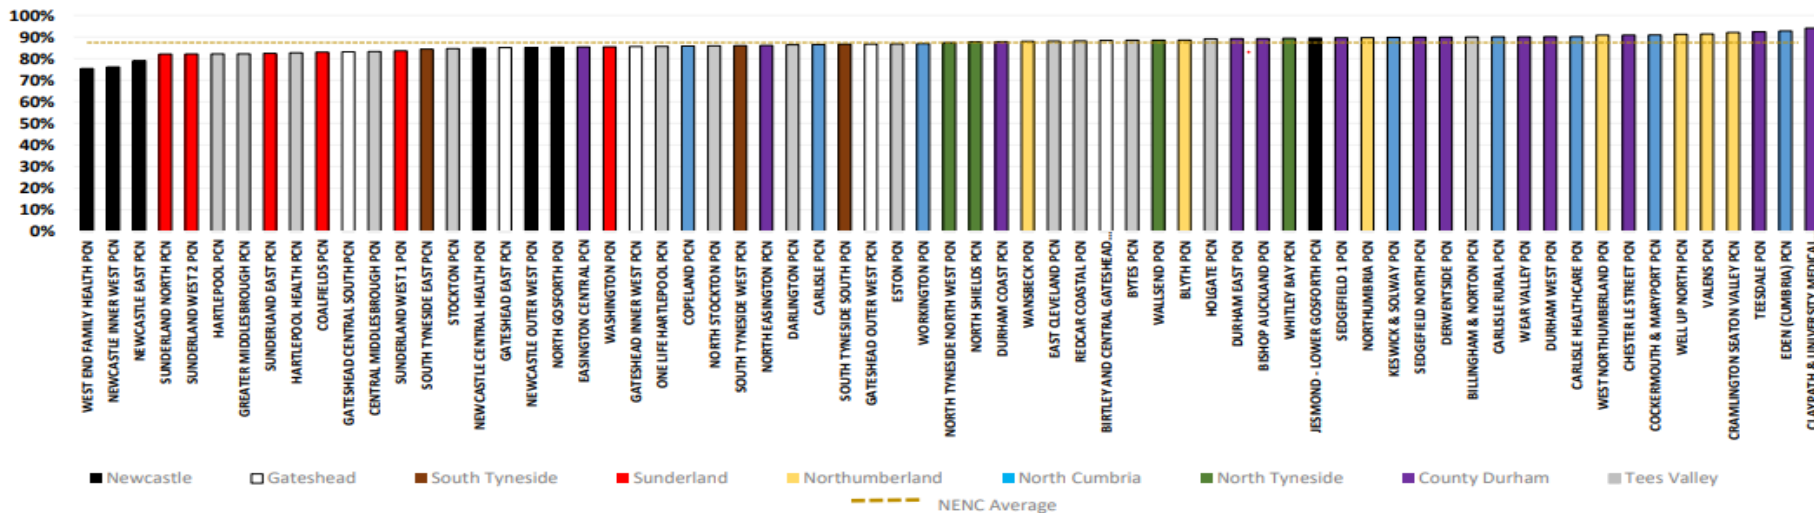 100%
90%
80%
70%
60%
50%
40%
30%
20%
10%
0%
WEST END FAMILY HEALTH PCN
NEWCASTLE INNER WEST PCN
NEWCASTLE EAST PCN
SUNDERLAND NORTH PCN
SUNDERLAND WEST 2 PCN
HARTLEPOOL PCN
GREATER MIDDLESBROUGH PCN
SUNDERLAND EAST PCN
HARTLEPOOL HEALTH PCN
COALFIELDS PCN
GATESHEAD CENTRAL SOUTH PCN
CENTRAL MIDDLESBROUGH PCN
SUNDERLAND WEST 1 PCN
SOUTH TYNESIDE EAST PCN
STOCKTON PCN
NEWCASTLE CENTRAL HEALTH PCN
GATESHEAD EAST PCN
NEWCASTLE OUTER WEST PCN
NORTH GOSFORTH PCN
EASINGTON CENTRAL PCN
WASHINGTON PCN
GATESHEAD INNER WEST PCN
ONE LIFE HARTLEPOOL PCN
COPELAND PCN
NORTH STOCKTON PCN
SOUTH TYNESIDE WEST PCN
NORTH EASINGTON PCN
DARLINGTON PCN
CARLISLE PCN
SOUTH TYNESIDE SOUTH PCN
GATESHEAD OUTER WEST PCN
ESTON PCN
WORKINGTON PCN
NORTH TYNESIDE NORTH WEST PCN
NORTH SHIELDS PCN
DURHAM COAST PCN
WANSBECK PCN
EAST CLEVELAND PCN
REDCAR COASTAL PCN
BIRTLEY AND CENTRAL GATESHEAD...
BYTES PCN
WALLSEND PCN
BLYTH PCN
HOLGATE PCN
DURHAM EAST PCN
BISHOP AUCKLAND PCN
WHITLEY BAY PCN
JESMOND - LOWER GOSFORTH PCN
SEDGEFIELD 1 PCN
NORTHUMBRIA PCN
KESWICK & SOLWAY PCN
SEDGEFIELD NORTH PCN
DERWENTSIDE PCN
BILLINGHAM & NORTON PCN
CARLISLE RURAL PCN
WEAR VALLEY PCN
DURHAM WEST PCN
CARLISLE HEALTHCARE PCN
WEST NORTHUMBERLAND PCN
CHESTER LE STREET PCN
COCKERMOUTH & MARYPORT PCN
WELL UP NORTH PCN
VALENS PCN
CRAMLINGTON SEATON VALLEY PCN
TEESDALE PCN
EDEN (CUMBRIA) PCN
CLAYPATH & UNIVERSITY MEDICAL
Newcastle Gateshead South Tyneside Sunderland Northumberland North Cumbria North Tyneside County Durham Tees Valley
NENC Average